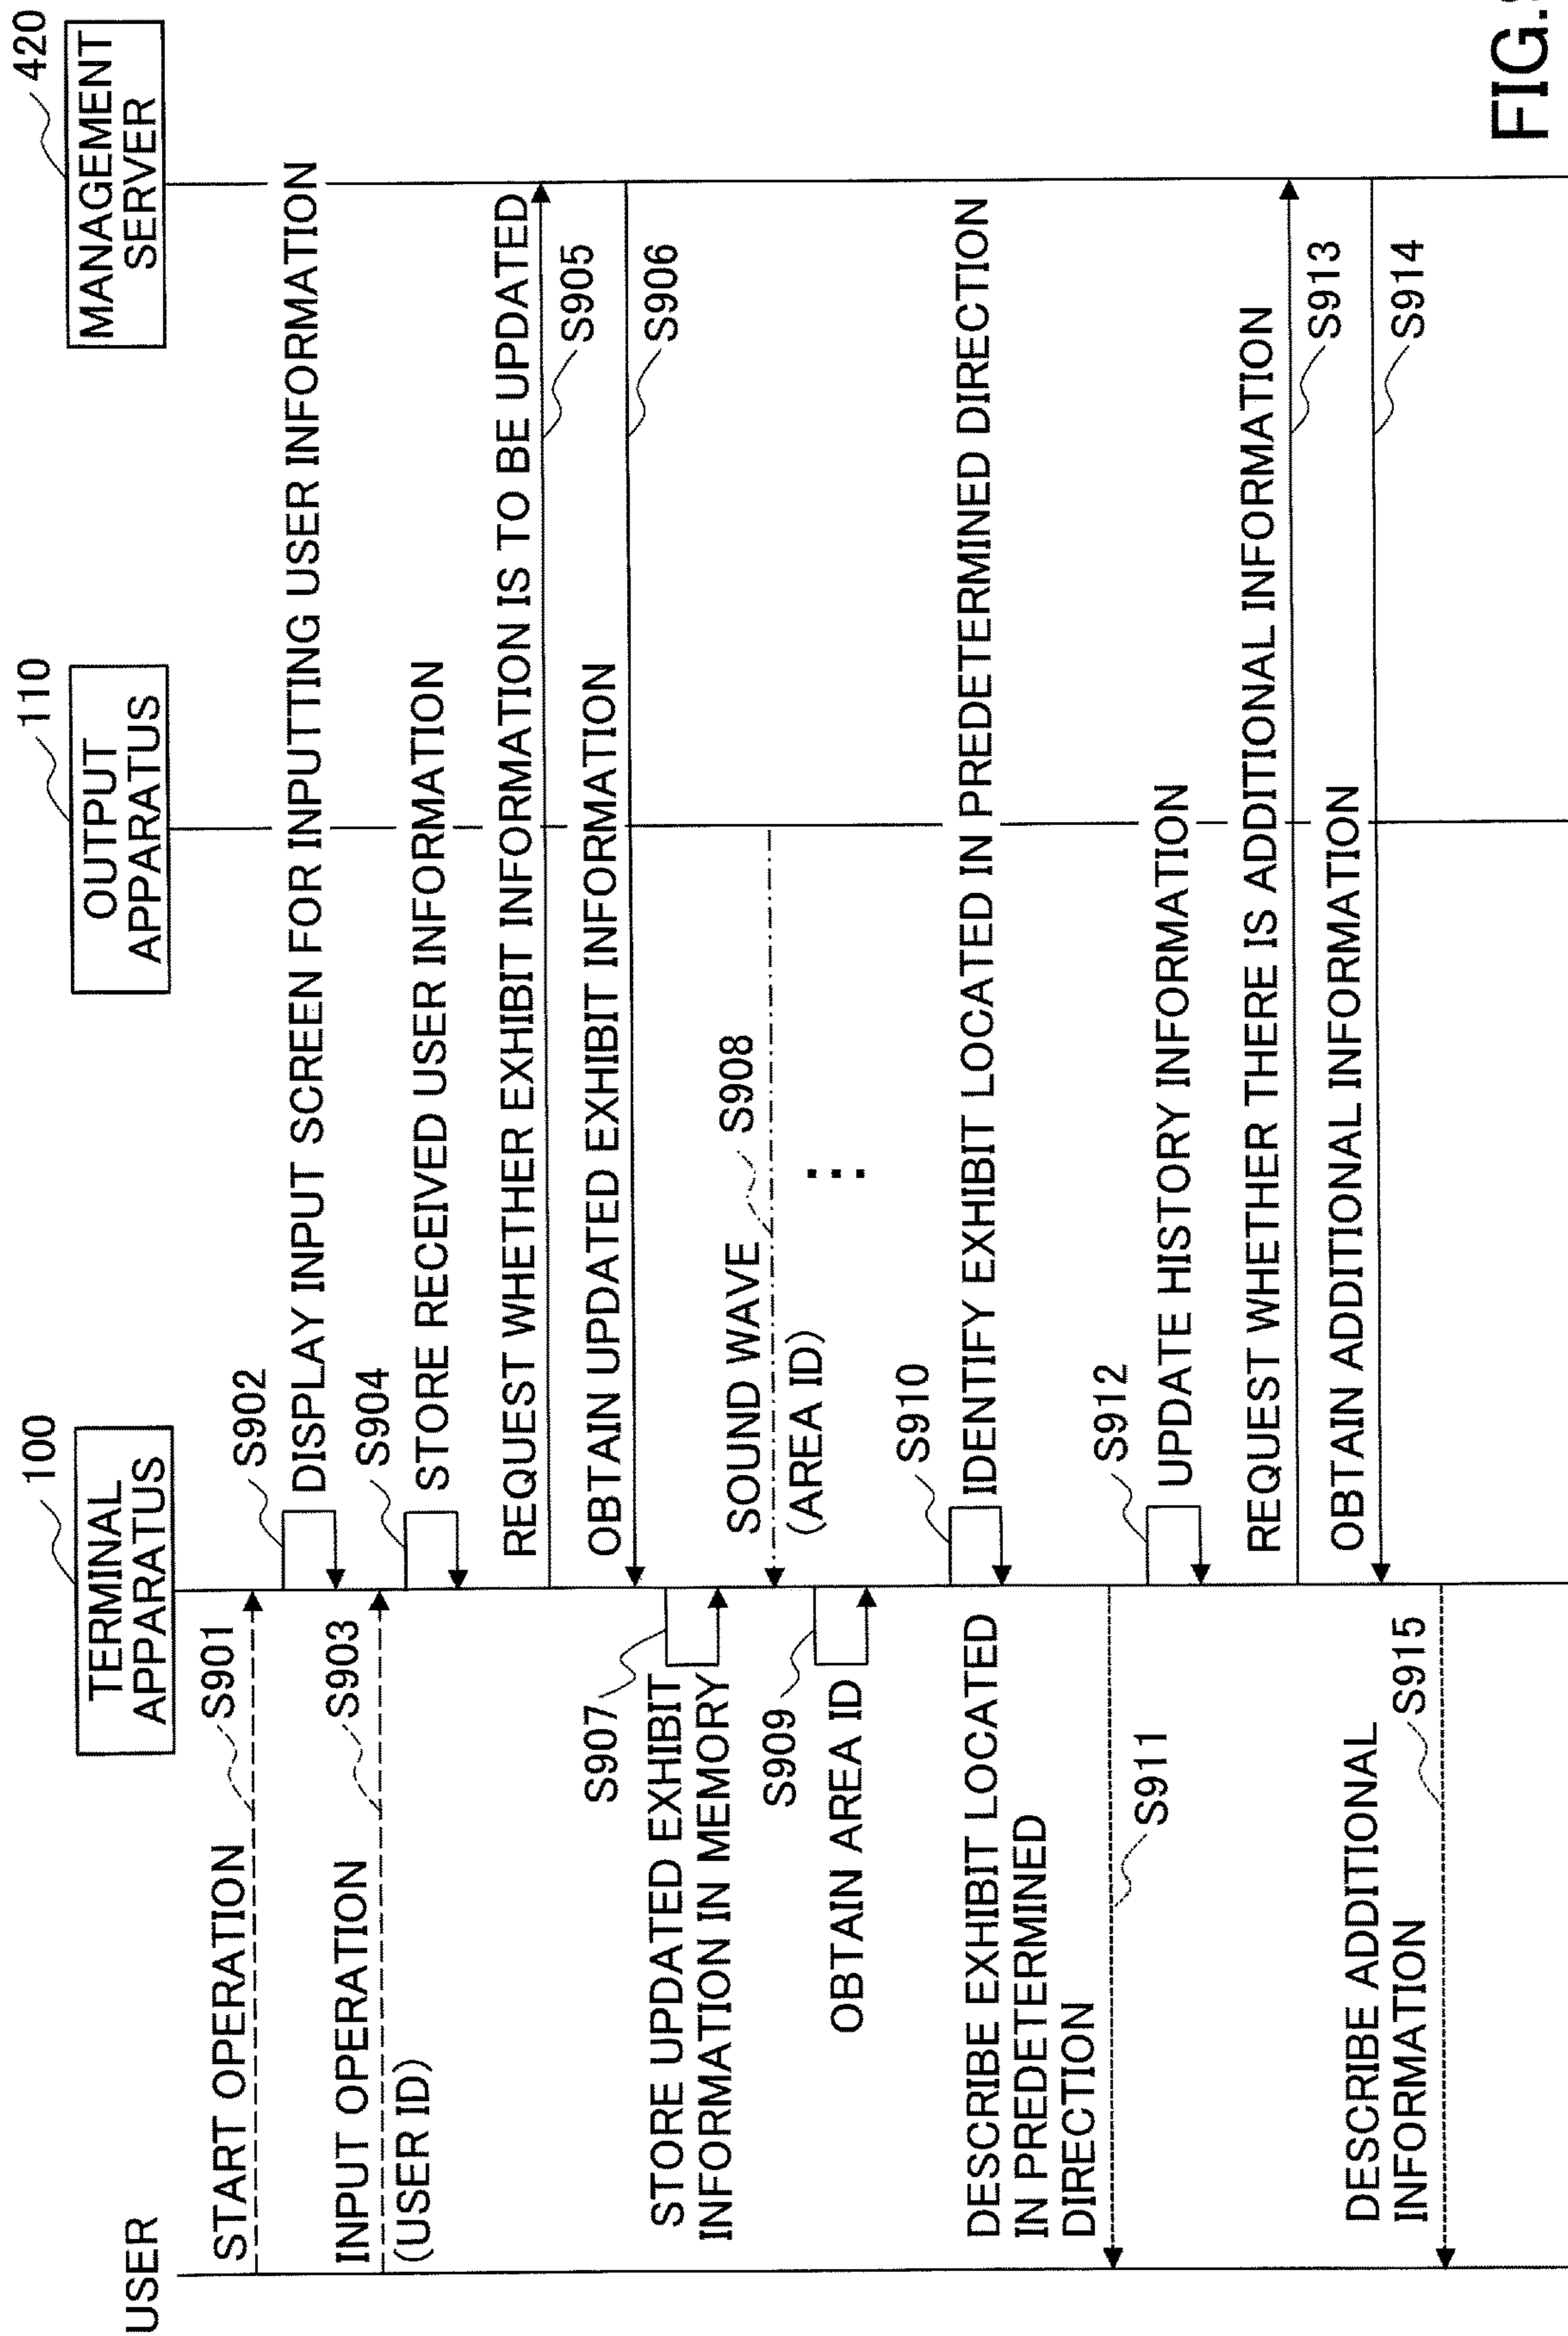 USER
100
TERMINAL
APPARATUS
110
OUTPUT
APPARATUS
420
MANAGEMENT
SERVER
START OPERATION
S901
S902
DISPLAY INPUT SCREEN FOR INPUTTING USER INFORMATION
INPUT OPERATION
(USER ID)
S903
S904
STORE RECEIVED USER INFORMATION
REQUEST WHETHER EXHIBIT INFORMATION IS TO BE UPDATED
S905
OBTAIN UPDATED EXHIBIT INFORMATION
S906
S907
STORE UPDATED EXHIBIT
INFORMATION IN MEMORY
SOUND WAVE
(AREA ID)
S908
S909
OBTAIN AREA ID
S910
IDENTIFY EXHIBIT LOCATED IN PREDETERMINED DIRECTION
DESCRIBE EXHIBIT LOCATED
IN PREDETERMINED
DIRECTION
S911
S912
UPDATE HISTORY INFORMATION
REQUEST WHETHER THERE IS ADDITIONAL INFORMATION
S913
OBTAIN ADDITIONAL INFORMATION
S914
DESCRIBE ADDITIONAL
INFORMATION
S915
FIG.